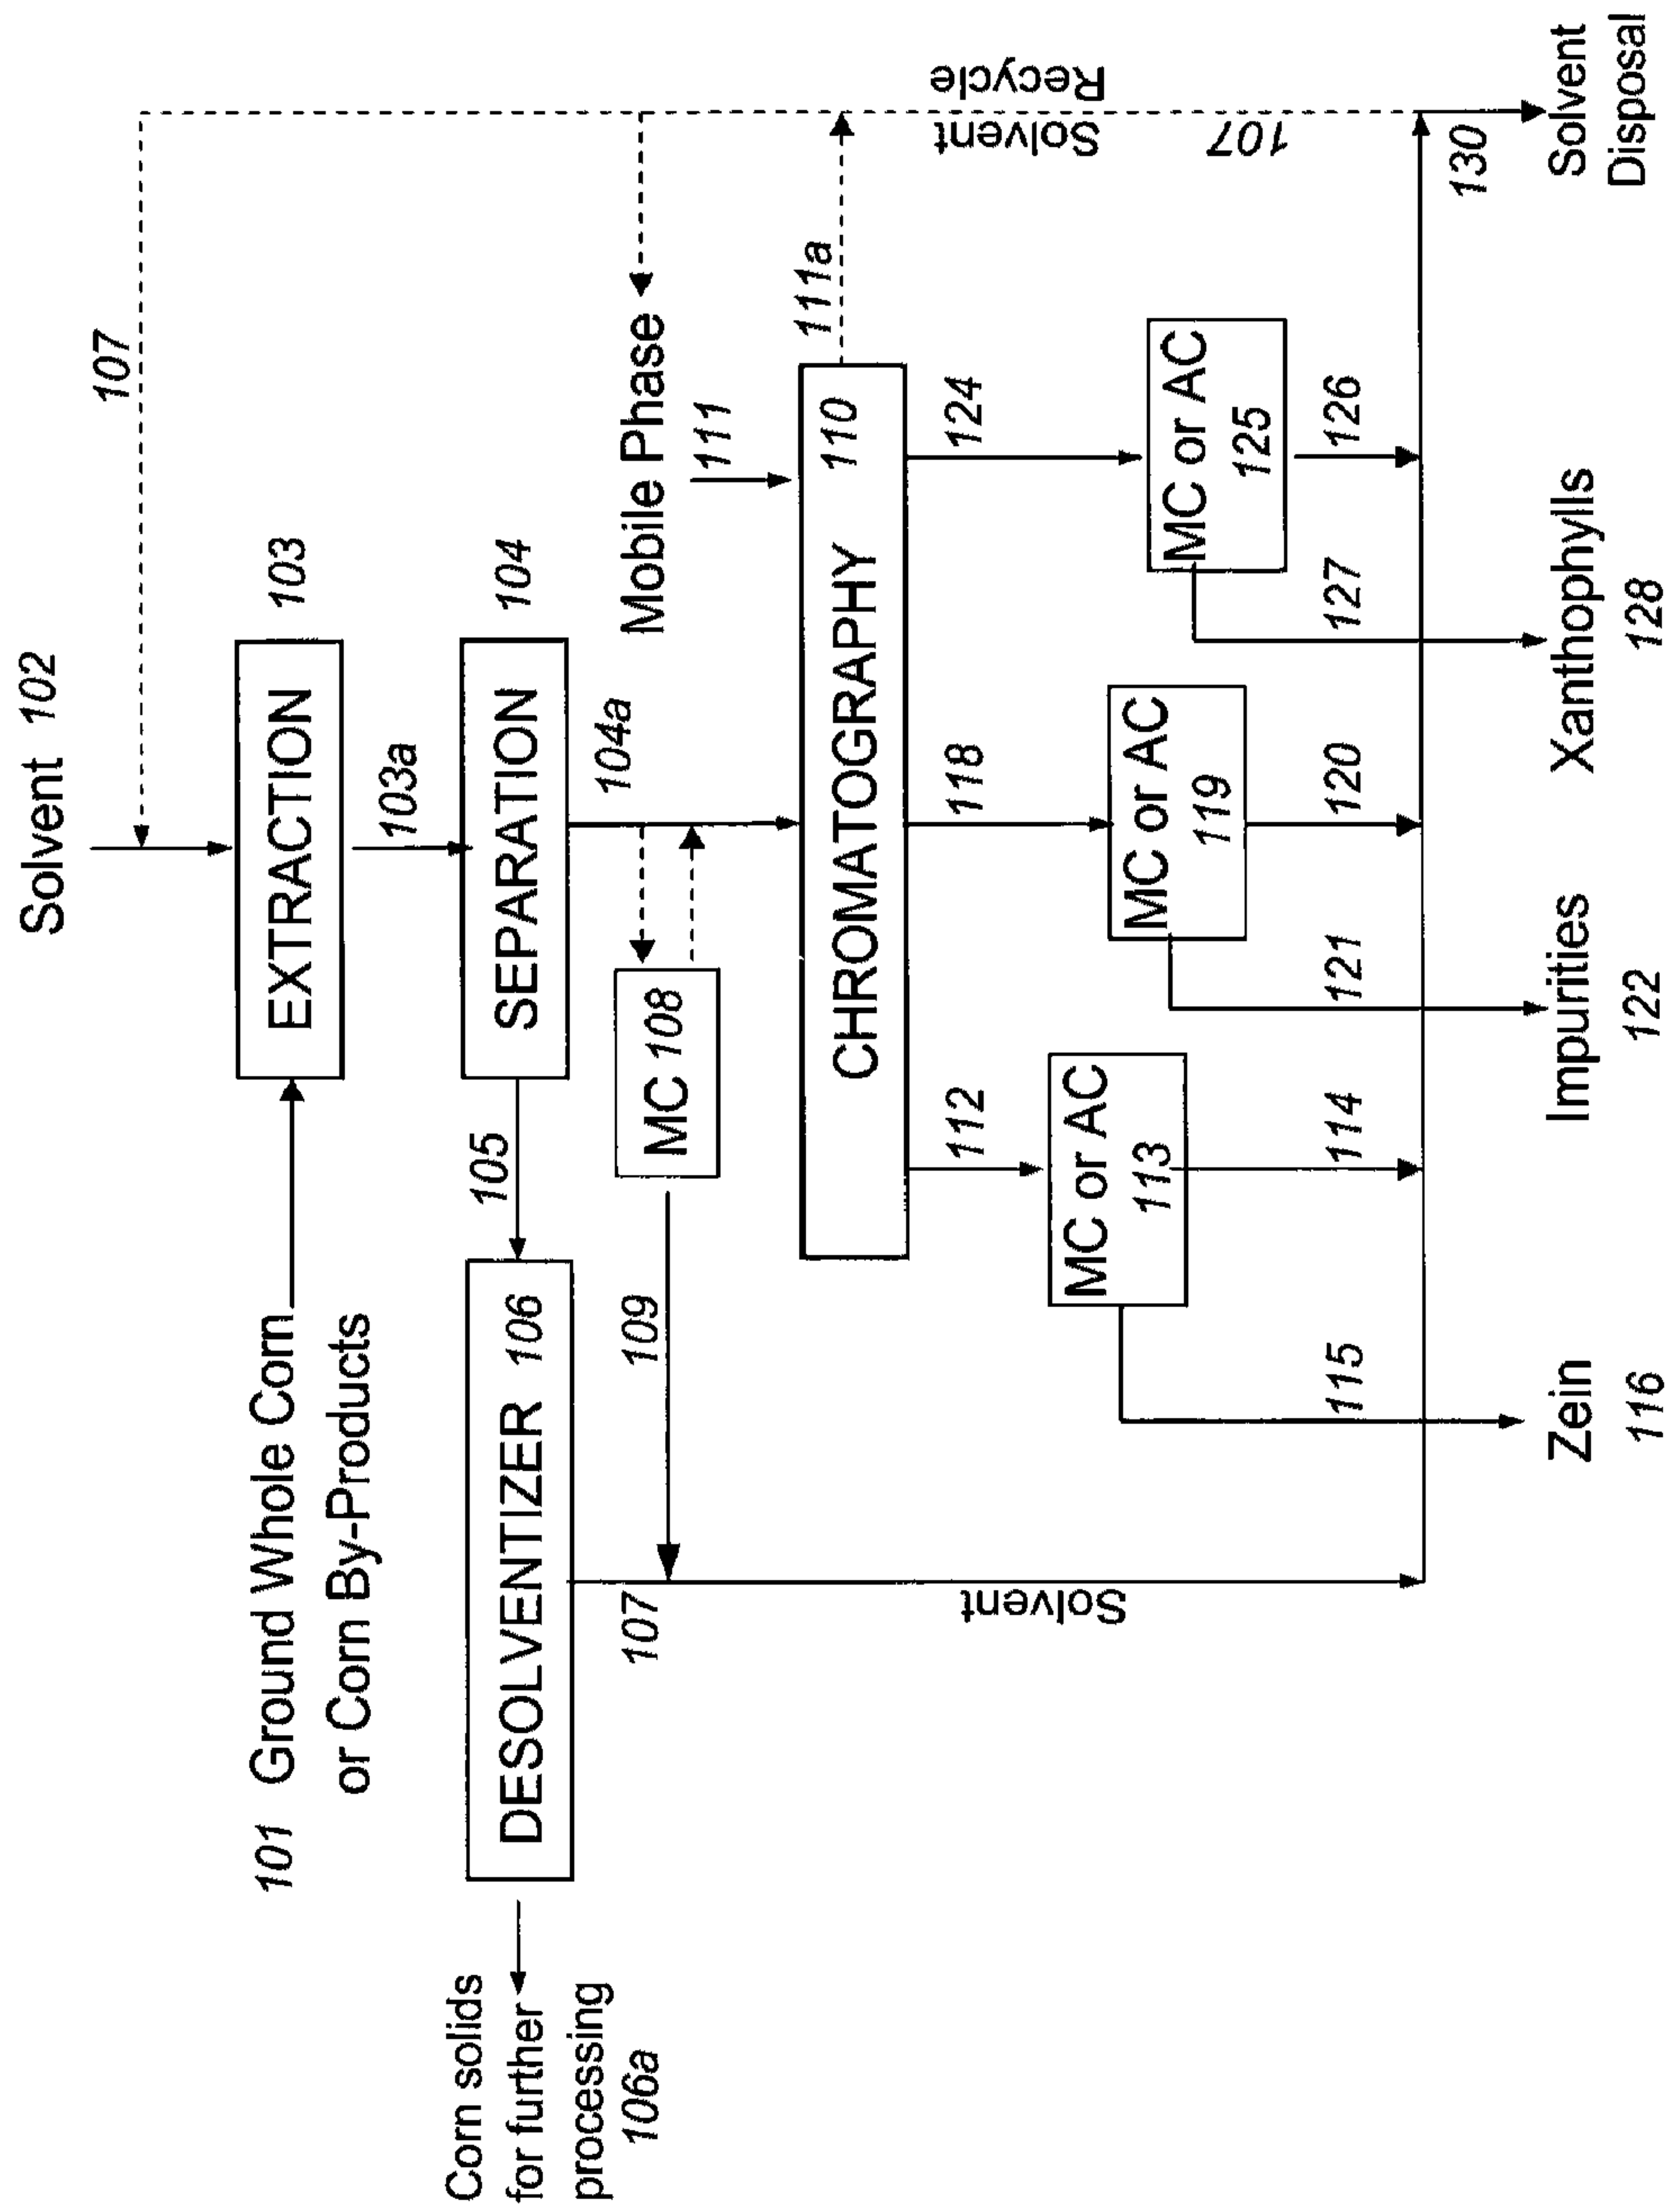 Solvent 102
107
101 Ground Whole Corn
or Corn By-Products
EXTRACTION
103
103a
Corn solids
for further
processing
106a
DESOLVENTIZER 106
105
SEPARATION
104
104a
107
109
MC 108
Mobile Phase
111
CHROMATOGRAPHY 110
111a
Solvent
Recycle
107
Solvent
112
118
124
MC or AC
113
MC or AC
119
MC or AC
125
115
114
121
120
127
126
130
Zein
116
Impurities
122
Xanthophylls
128
Solvent
Disposal